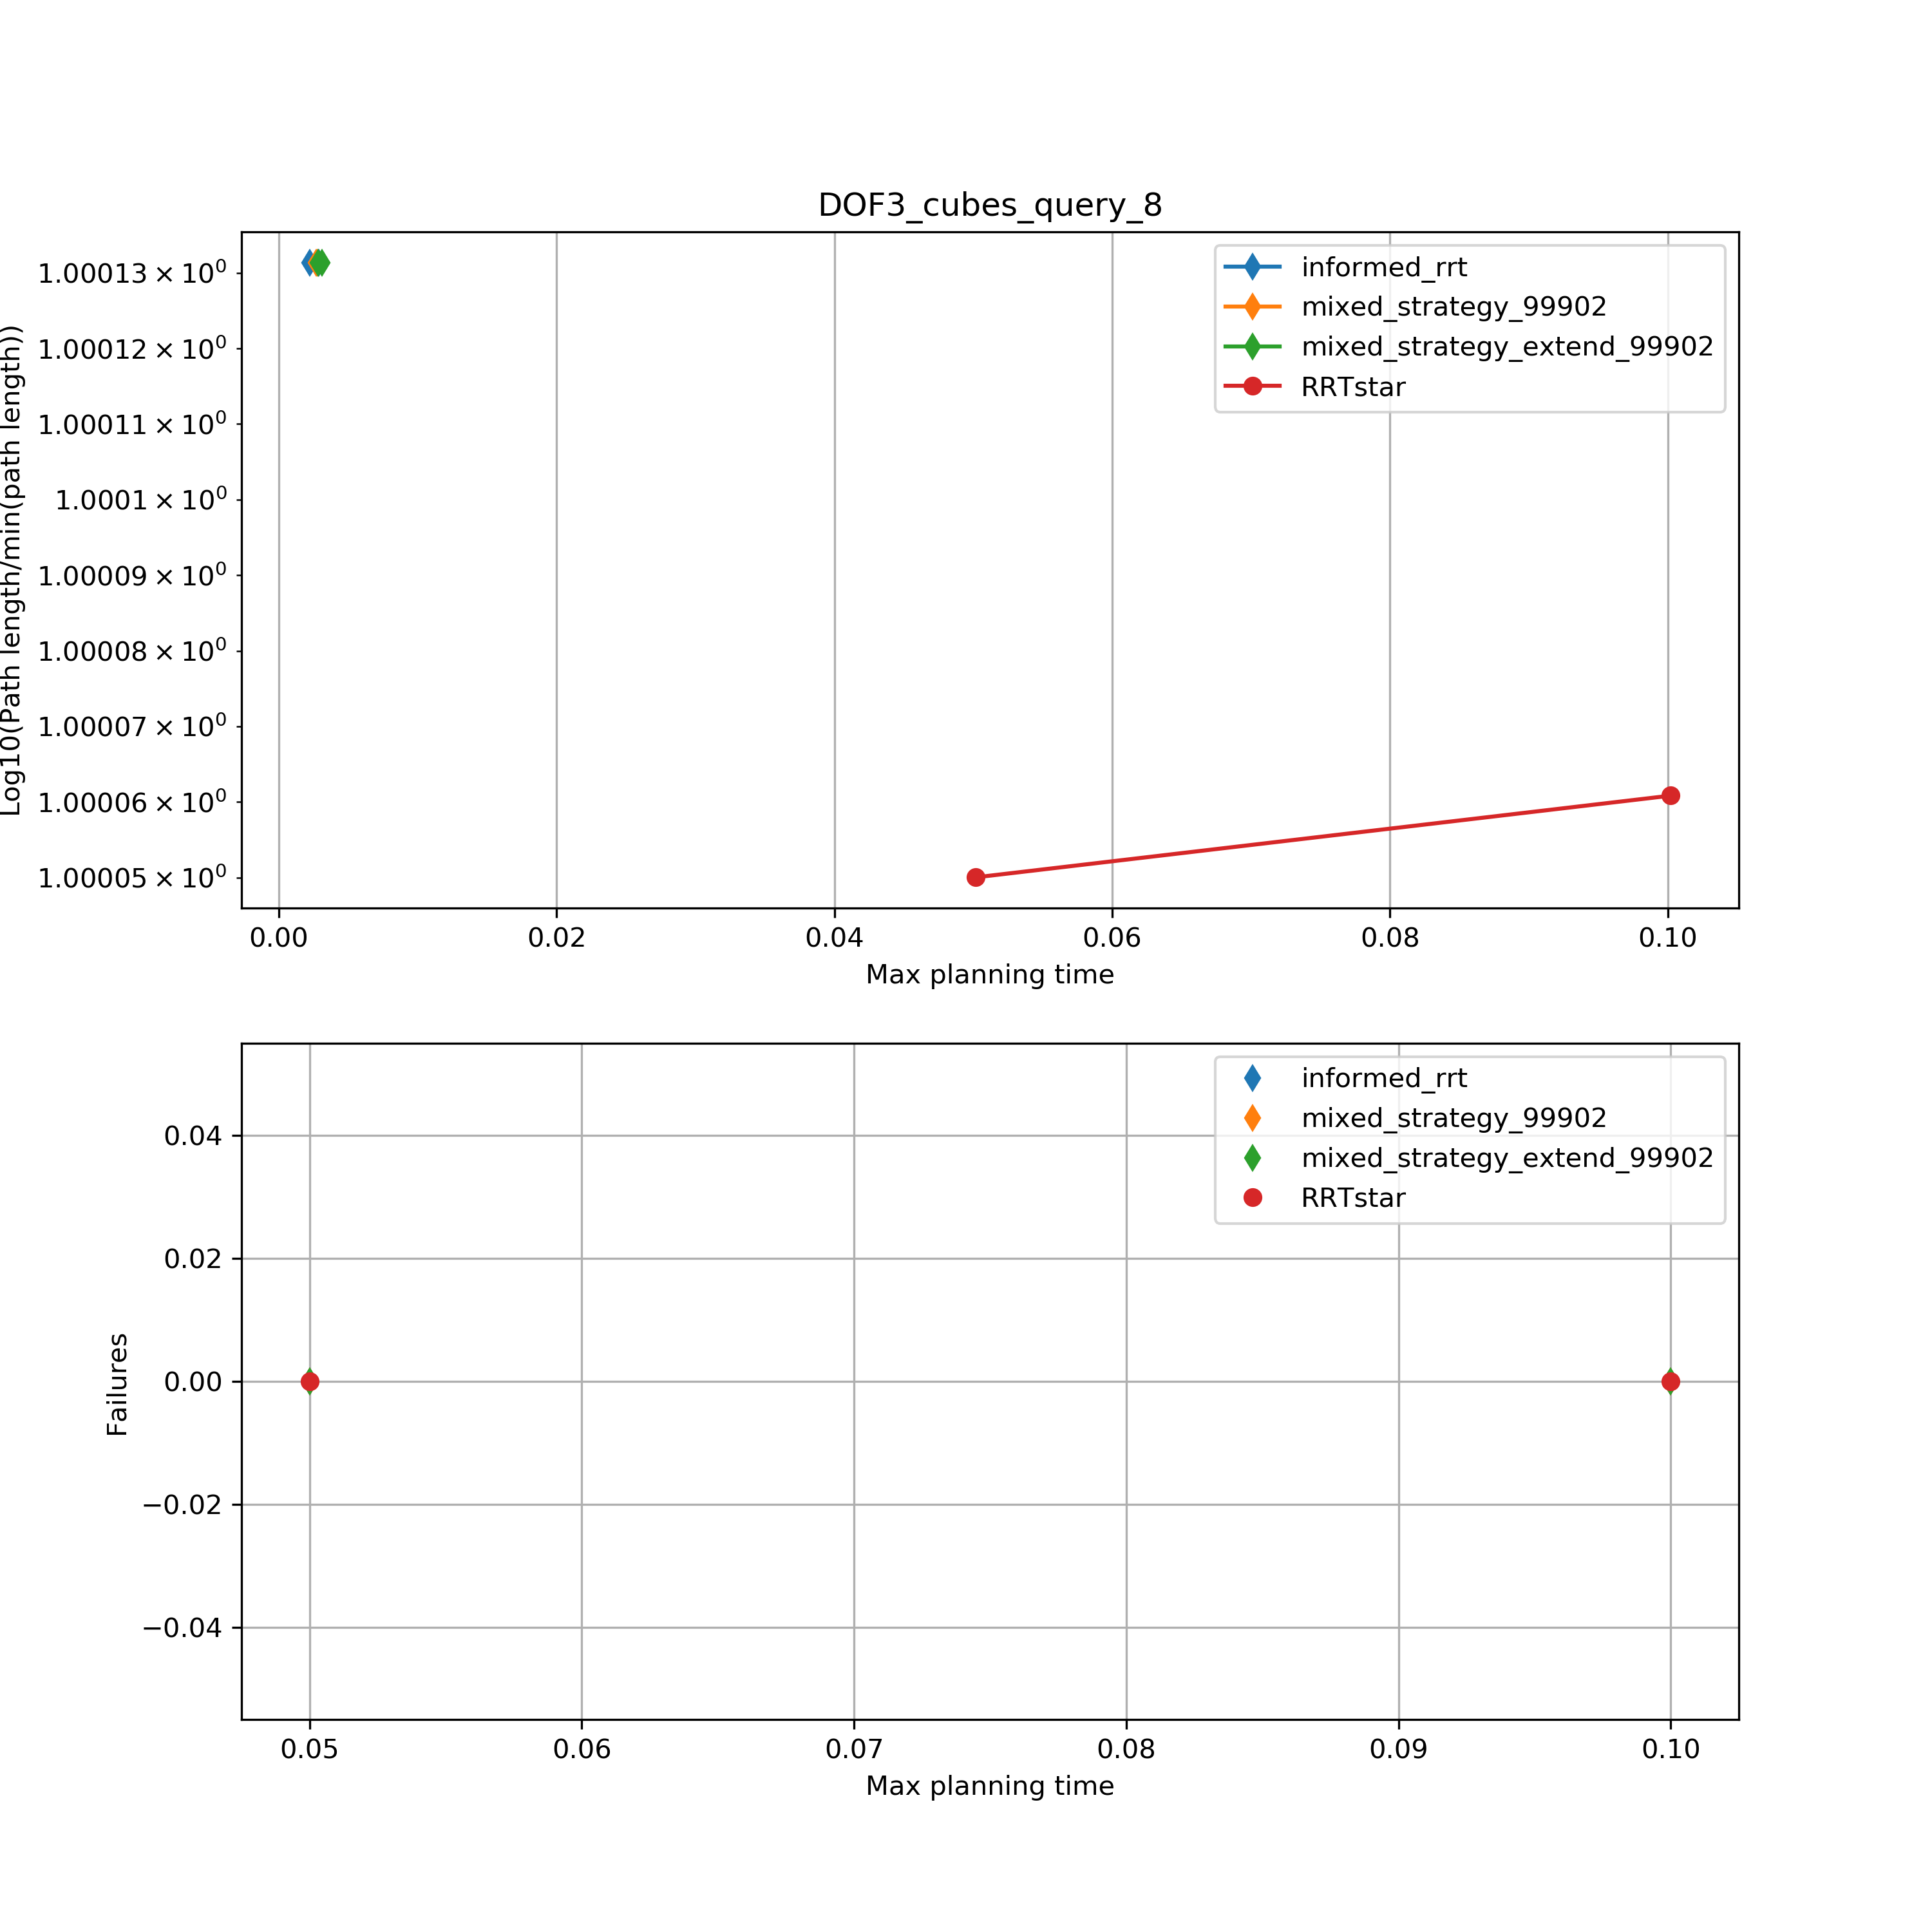 DOF3_cubes_query_8
Log10(Path length/min(path length))
1.00013 × 10⁰
1.00012 × 10⁰
1.00011 × 10⁰
1.0001 × 10⁰
1.00009 × 10⁰
1.00008 × 10⁰
1.00007 × 10⁰
1.00006 × 10⁰
1.00005 × 10⁰
informed_rrt
mixed_strategy_99902
mixed_strategy_extend_99902
RRTstar
0.00 0.02 0.04 0.06 0.08 0.10
Max planning time
Failures
0.04
0.02
0.00
−0.02
−0.04
informed_rrt
mixed_strategy_99902
mixed_strategy_extend_99902
RRTstar
0.05 0.06 0.07 0.08 0.09 0.10
Max planning time